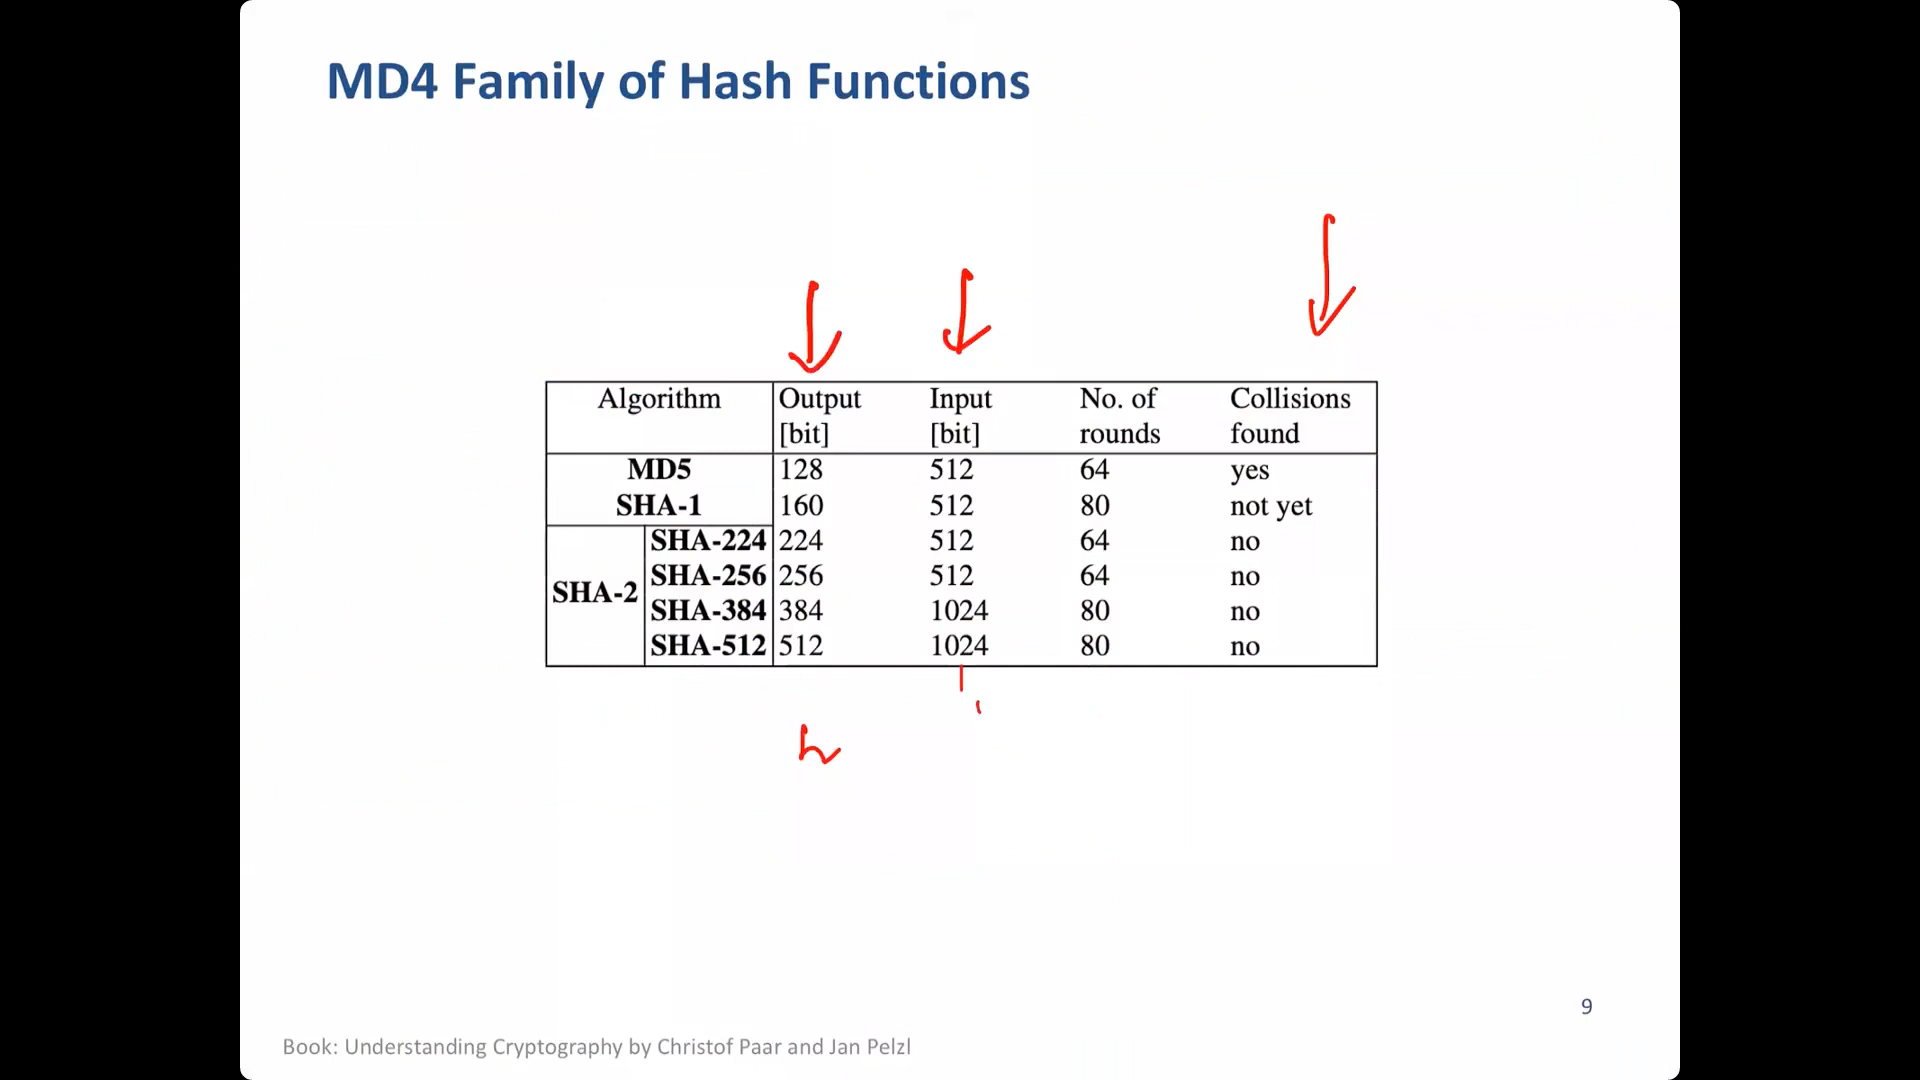 MD4 Family of Hash Functions
Algorithm Output [bit] Input [bit] No. of rounds Collisions found
MD5 128 512 64 yes
SHA-1 160 512 80 not yet
SHA-2 SHA-224 224 512 64 no
SHA-256 256 512 64 no
SHA-384 384 1024 80 no
SHA-512 512 1024 80 no
9
Book: Understanding Cryptography by Christof Paar and Jan Pelzl